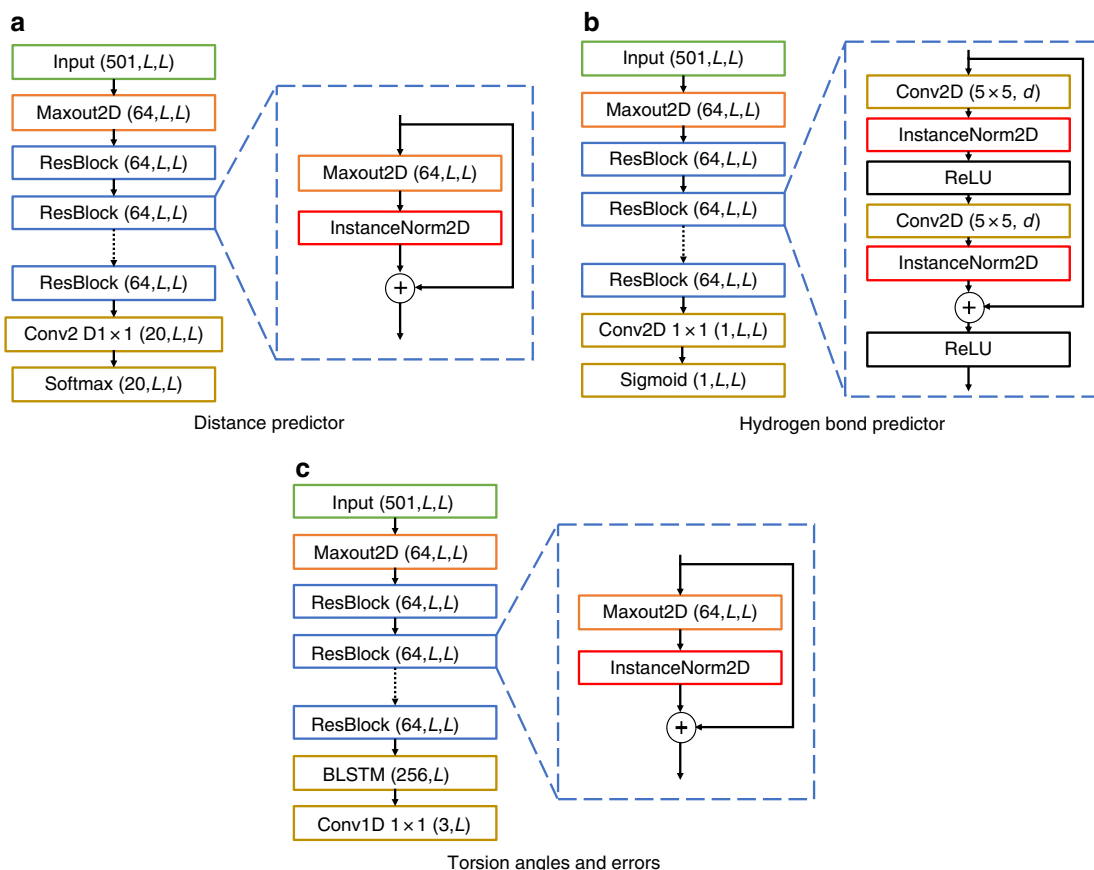 a
Input (501,L,L)
Maxout2D (64,L,L)
ResBlock (64,L,L)
ResBlock (64,L,L)
ResBlock (64,L,L)
Conv2 D1×1 (20,L,L)
Softmax (20,L,L)
Maxout2D (64,L,L)
InstanceNorm2D
+
Distance predictor
b
Input (501,L,L)
Maxout2D (64,L,L)
ResBlock (64,L,L)
ResBlock (64,L,L)
ResBlock (64,L,L)
Conv2D 1×1 (1,L,L)
Sigmoid (1,L,L)
Conv2D (5×5, d)
InstanceNorm2D
ReLU
Conv2D (5×5, d)
InstanceNorm2D
+
ReLU
Hydrogen bond predictor
c
Input (501,L,L)
Maxout2D (64,L,L)
ResBlock (64,L,L)
ResBlock (64,L,L)
ResBlock (64,L,L)
BLSTM (256,L)
Conv1D 1×1 (3,L)
Maxout2D (64,L,L)
InstanceNorm2D
+
Torsion angles and errors